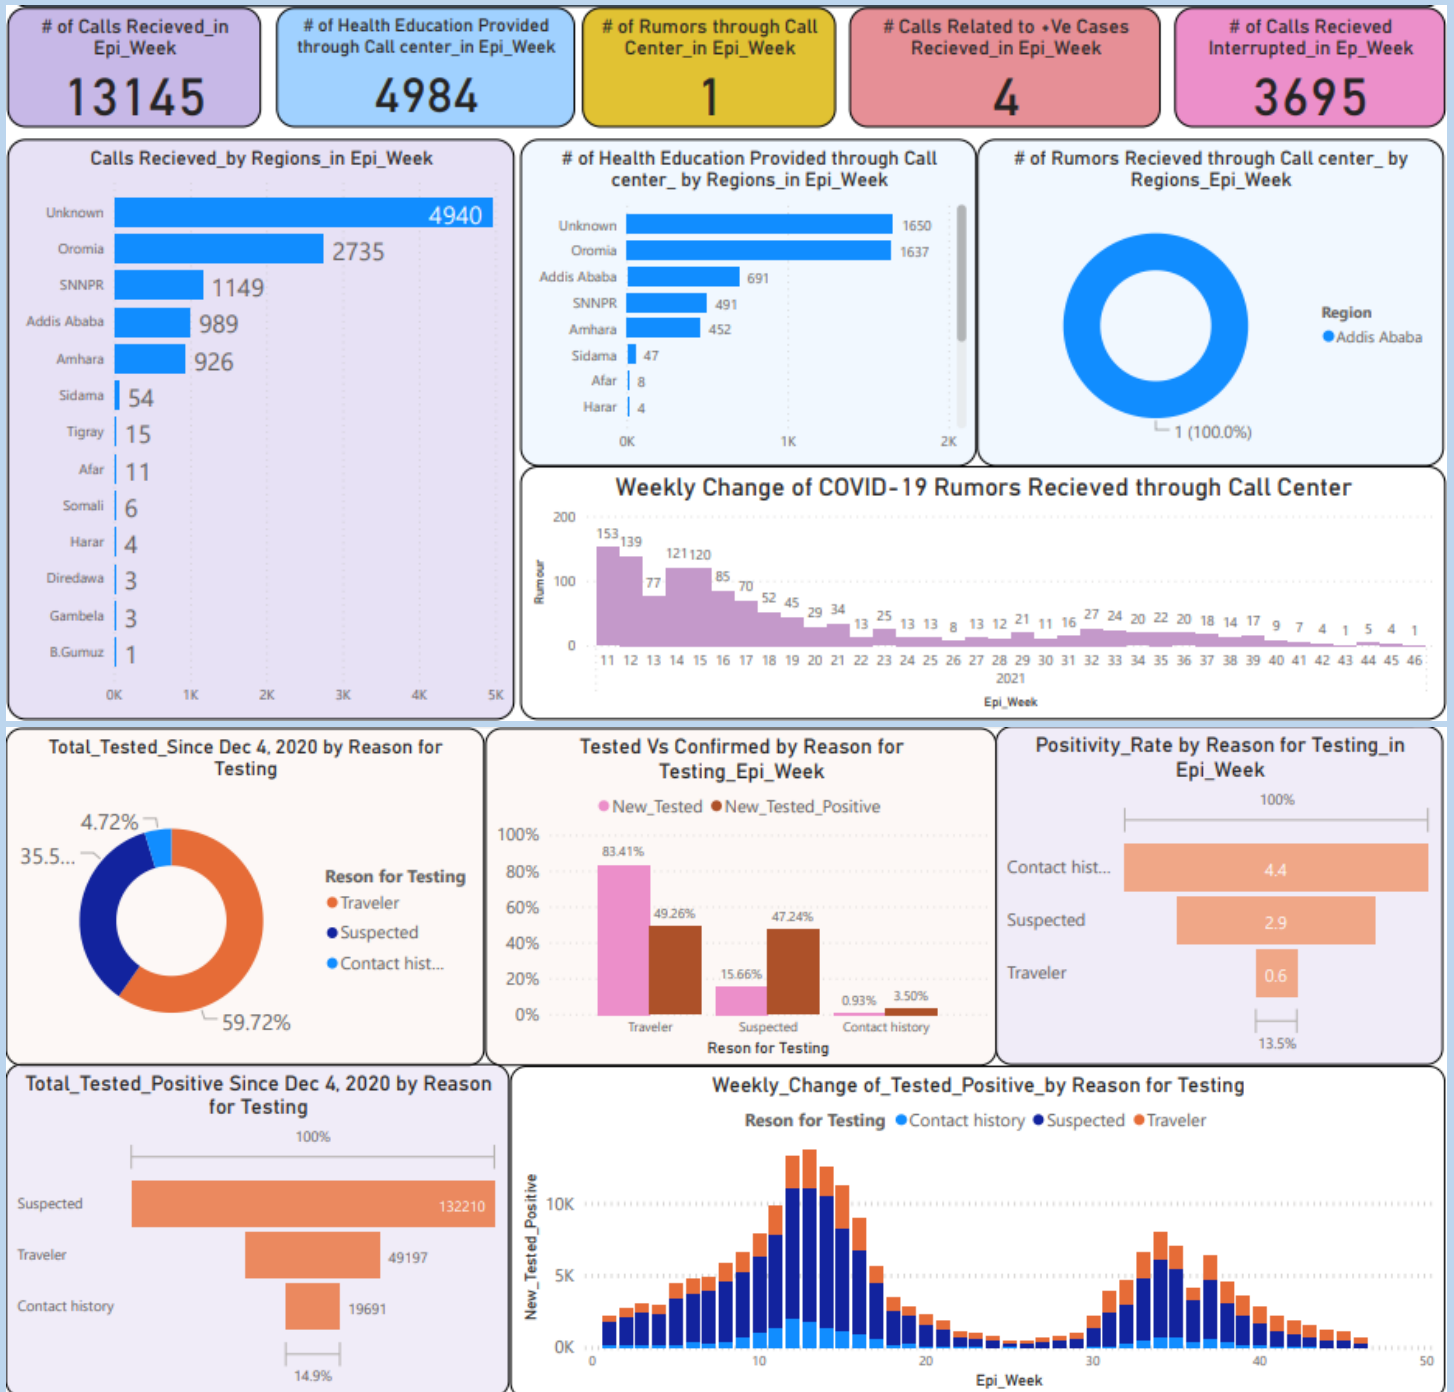 # of Calls Recieved_in
Epi_Week
13145
# of Health Education Provided
through Call center_in Epi_Week
4984
# of Rumors through Call
Center_in Epi_Week
1
# Calls Related to +Ve Cases
Recieved_in Epi_Week
4
# of Calls Recieved
Interrupted_in Ep_Week
3695
Calls Recieved_by Regions_in Epi_Week
Unknown 4940
Oromia 2735
SNNPR 1149
Addis Ababa 989
Amhara 926
Sidama 54
Tigray 15
Afar 11
Somali 6
Harar 4
Diredawa 3
Gambela 3
B.Gumuz 1
0K 1K 2K 3K 4K 5K
# of Health Education Provided through Call
center_ by Regions_in Epi_Week
Unknown 1650
Oromia 1637
Addis Ababa 691
SNNPR 491
Amhara 452
Sidama 47
Afar 8
Harar 4
0K 1K 2K
# of Rumors Recieved through Call center_ by
Regions_Epi_Week
Region
Addis Ababa
1 (100.0%)
Weekly Change of COVID-19 Rumors Recieved through Call Center
Rumour
200
100
0
153 139 77 121 120 85 70 52 45 29 34 13 25 13 13 8 13 12 21 11 16 27 24 20 22 20 18 14 17 9 7 4 1 5 4 1
11 12 13 14 15 16 17 18 19 20 21 22 23 24 25 26 27 28 29 30 31 32 33 34 35 36 37 38 39 40 41 42 43 44 45 46
2021
Epi_Week
Total_Tested_Since Dec 4, 2020 by Reason for
Testing
4.72%
35.5...
59.72%
Reson for Testing
Traveler
Suspected
Contact hist...
Tested Vs Confirmed by Reason for
Testing_Epi_Week
New_Tested New_Tested_Positive
100%
80%
60%
40%
20%
0%
83.41% 49.26% 15.66% 47.24% 0.93% 3.50%
Traveler Suspected Contact history
Reson for Testing
Positivity_Rate by Reason for Testing_in
Epi_Week
100%
Contact hist... 4.4
Suspected 2.9
Traveler 0.6
13.5%
Total_Tested_Positive Since Dec 4, 2020 by Reason
for Testing
100%
Suspected 132210
Traveler 49197
Contact history 19691
14.9%
Weekly_Change of_Tested_Positive_by Reason for Testing
Reson for Testing Contact history Suspected Traveler
New_Tested_Positive
10K
5K
0K
0 10 20 30 40 50
Epi_Week